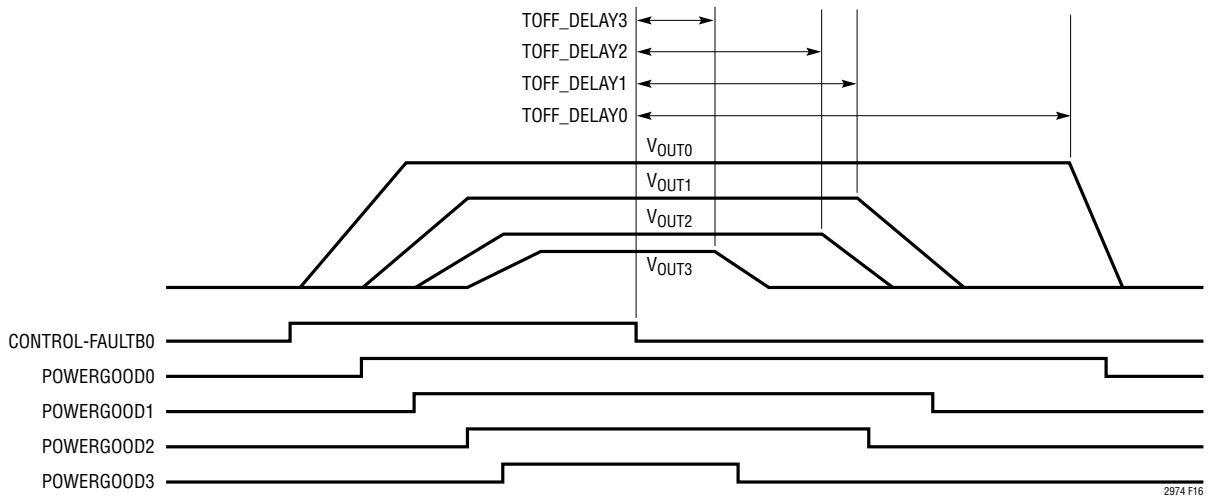 TOFF_DELAY3
TOFF_DELAY2
TOFF_DELAY1
TOFF_DELAY0
VOUT0
VOUT1
VOUT2
VOUT3
CONTROL-FAULTB0
POWERGOOD0
POWERGOOD1
POWERGOOD2
POWERGOOD3
2974 F16